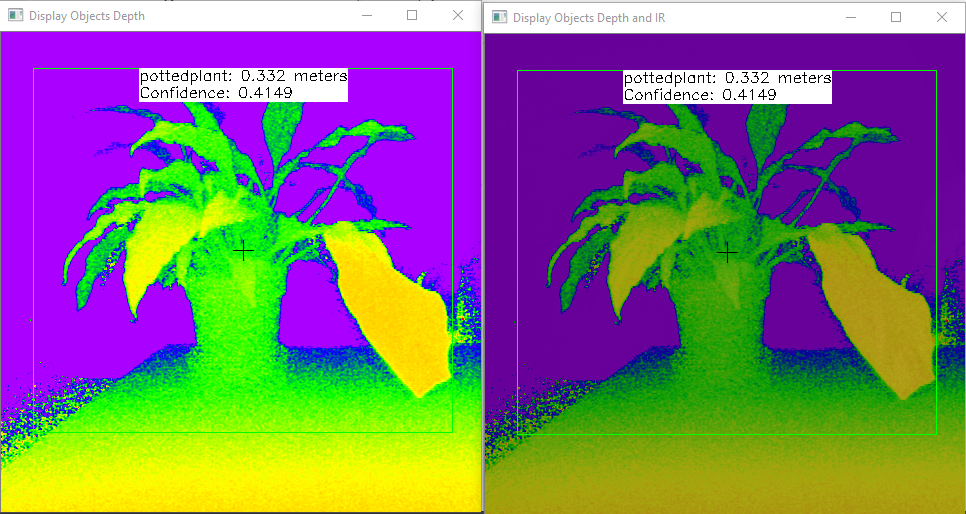 Display Objects Depth
pottedplant: 0.332 meters
Confidence: 0.4149
Display Objects Depth and IR
pottedplant: 0.332 meters
Confidence: 0.4149